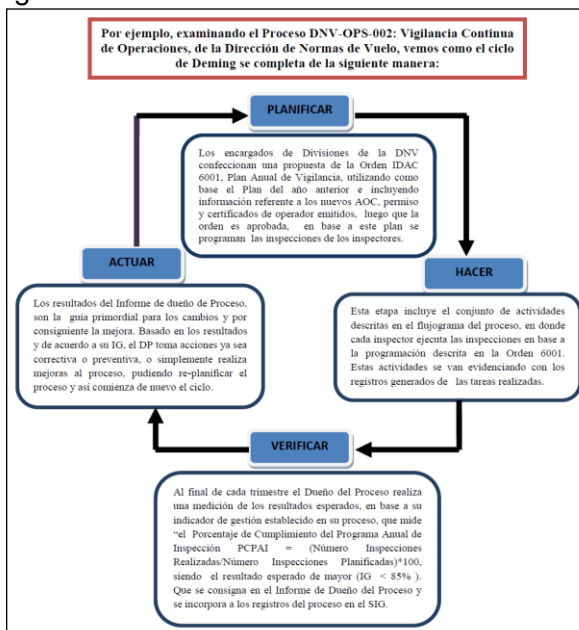 Por ejemplo, examinando el Proceso DNV-OPS-002: Vigilancia Continua
de Operaciones, de la Dirección de Normas de Vuelo, vemos como el ciclo
de Deming se completa de la siguiente manera:
PLANIFICAR
Los encargados de Divisiones de la DNV
confeccionan una propuesta de la Orden IDAC
6001, Plan Anual de Vigilancia, utilizando como
base el Plan del año anterior e incluyendo
información referente a los nuevos AOC, permiso
y certificados de operador emitidos, luego que la
orden es aprobada, en base a este plan se
programan las inspecciones de los inspectores.
HACER
Esta etapa incluye el conjunto de actividades
descritas en el flujograma del proceso, en donde
cada inspector ejecuta las inspecciones en base a
la programación descrita en la Orden 6001.
Estas actividades se van evidenciando con los
registros generados de las tareas realizadas.
VERIFICAR
Al final de cada trimestre el Dueño del Proceso realiza
una medición de los resultados esperados, en base a su
indicador de gestión establecido en su proceso, que mide
“el Porcentaje de Cumplimiento del Programa Anual de
Inspección PCPAI = (Número Inspecciones
Realizadas/Número Inspecciones Planificadas)*100,
siendo el resultado esperado de mayor (IG < 85% ).
Que se consigna en el Informe de Dueño del Proceso y
se incorpora a los registros del proceso en el SIG.
ACTUAR
Los resultados del Informe de dueño de Proceso,
son la guía primordial para los cambios y por
consiguiente la mejora. Basado en los resultados
y de acuerdo a su IG, el DP toma acciones ya sea
correctiva o preventiva, o simplemente realiza
mejoras al proceso, pudiendo re-planificar el
proceso y así comienza de nuevo el ciclo.